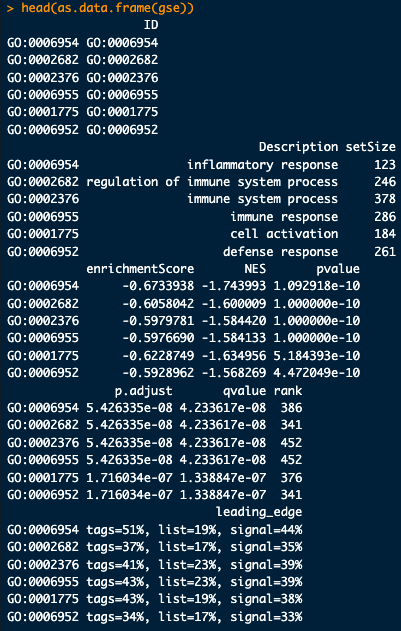 > head(as.data.frame(gse))
ID
GO:0006954 GO:0006954
GO:0002682 GO:0002682
GO:0002376 GO:0002376
GO:0006955 GO:0006955
GO:0001775 GO:0001775
GO:0006952 GO:0006952
Description setSize
GO:0006954 inflammatory response 123
GO:0002682 regulation of immune system process 246
GO:0002376 immune system process 378
GO:0006955 immune response 286
GO:0001775 cell activation 184
GO:0006952 defense response 261
enrichmentScore NES pvalue
GO:0006954 -0.6733938 -1.743993 1.092918e-10
GO:0002682 -0.6058042 -1.600009 1.000000e-10
GO:0002376 -0.5979781 -1.584420 1.000000e-10
GO:0006955 -0.5976690 -1.584133 1.000000e-10
GO:0001775 -0.6228749 -1.634956 5.184393e-10
GO:0006952 -0.5928962 -1.568269 4.472049e-10
p.adjust qvalue rank
GO:0006954 5.426335e-08 4.233617e-08 386
GO:0002682 5.426335e-08 4.233617e-08 341
GO:0002376 5.426335e-08 4.233617e-08 452
GO:0006955 5.426335e-08 4.233617e-08 452
GO:0001775 1.716034e-07 1.338847e-07 376
GO:0006952 1.716034e-07 1.338847e-07 341
leading_edge
GO:0006954 tags=51%, list=19%, signal=44%
GO:0002682 tags=37%, list=17%, signal=35%
GO:0002376 tags=41%, list=23%, signal=39%
GO:0006955 tags=43%, list=23%, signal=39%
GO:0001775 tags=43%, list=19%, signal=38%
GO:0006952 tags=34%, list=17%, signal=33%